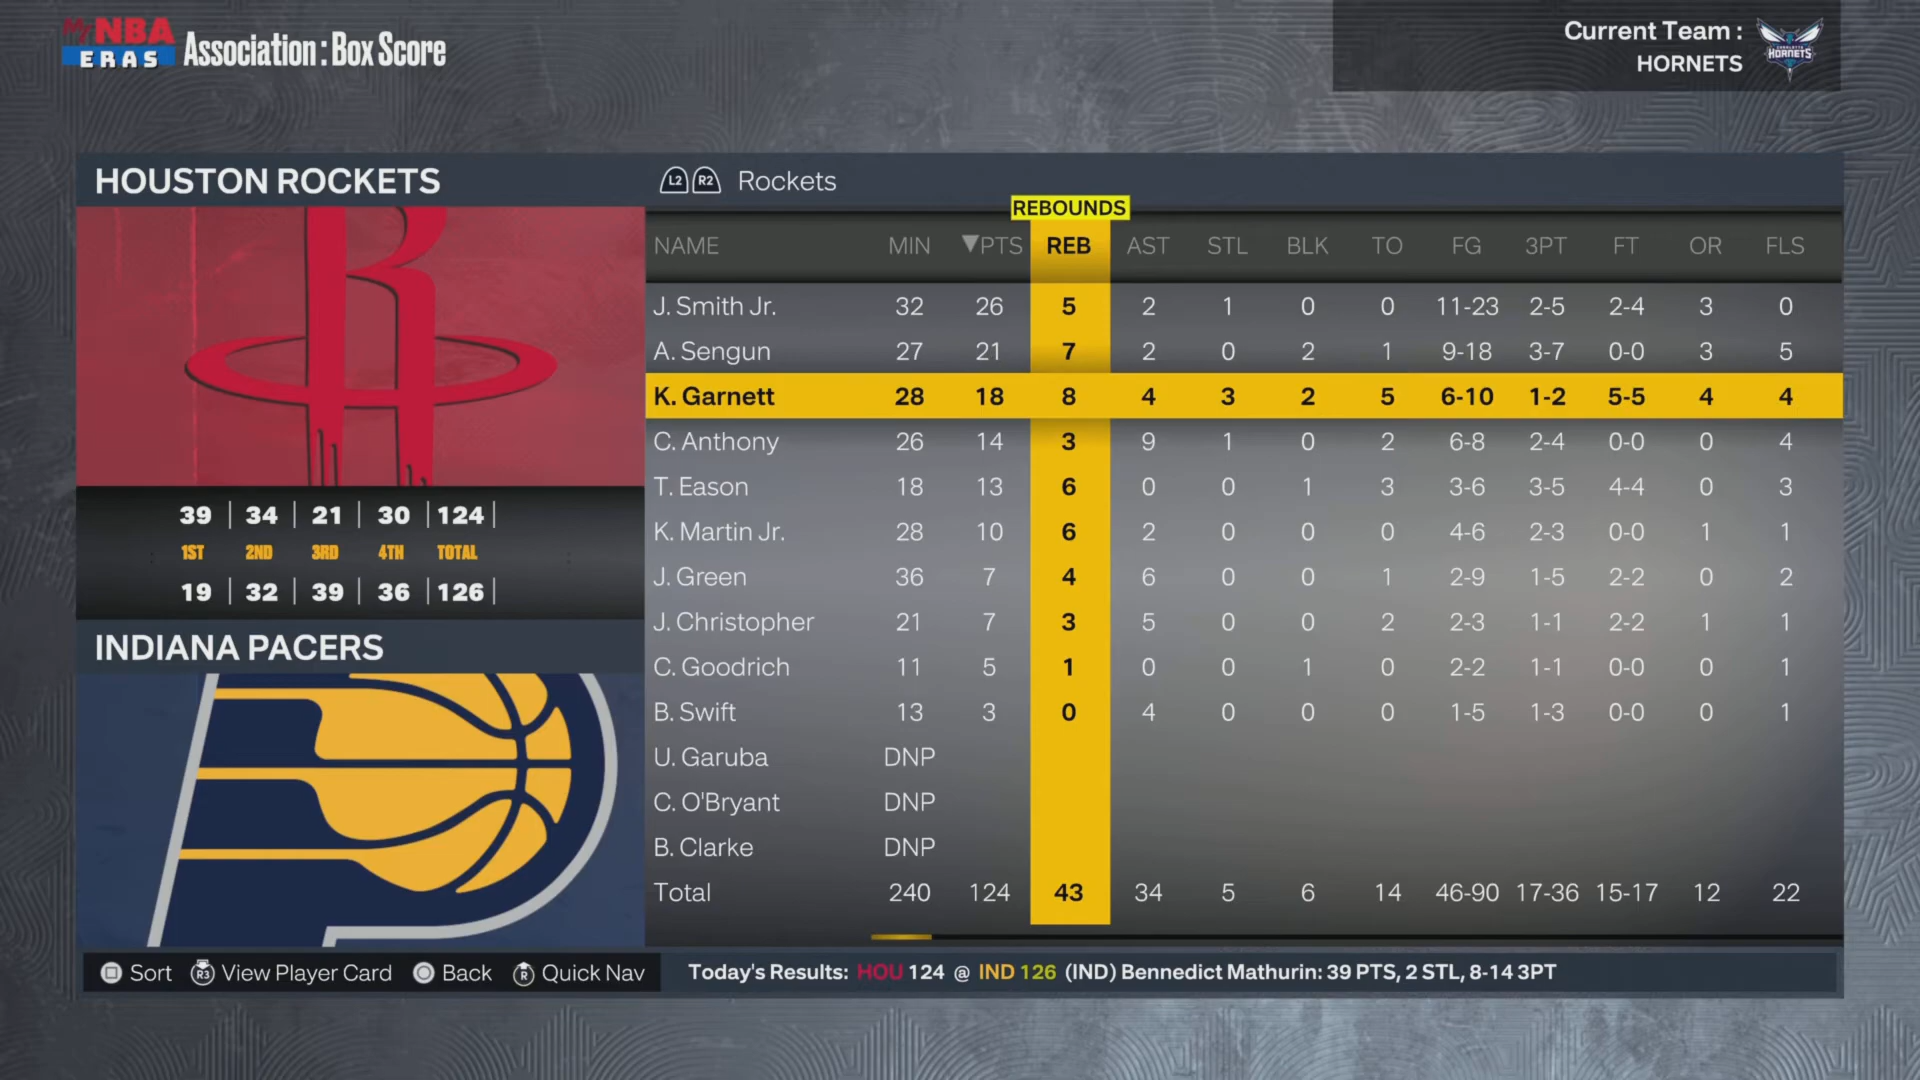 MyNBA ERAS Association : Box Score
Current Team :
HORNETS
CHARLOTTE HORNETS
HOUSTON ROCKETS
39 | 34 | 21 | 30 | 124 |
1ST 2ND 3RD 4TH TOTAL
19 | 32 | 39 | 36 | 126 |
INDIANA PACERS
L2 R2 Rockets
REBOUNDS
NAME MIN ▼PTS REB AST STL BLK TO FG 3PT FT OR FLS
J. Smith Jr. 32 26 5 2 1 0 0 11-23 2-5 2-4 3 0
A. Sengun 27 21 7 2 0 2 1 9-18 3-7 0-0 3 5
K. Garnett 28 18 8 4 3 2 5 6-10 1-2 5-5 4 4
C. Anthony 26 14 3 9 1 0 2 6-8 2-4 0-0 0 4
T. Eason 18 13 6 0 0 1 3 3-6 3-5 4-4 0 3
K. Martin Jr. 28 10 6 2 0 0 0 4-6 2-3 0-0 1 1
J. Green 36 7 4 6 0 0 1 2-9 1-5 2-2 0 2
J. Christopher 21 7 3 5 0 0 2 2-3 1-1 2-2 1 1
C. Goodrich 11 5 1 0 0 1 0 2-2 1-1 0-0 0 1
B. Swift 13 3 0 4 0 0 0 1-5 1-3 0-0 0 1
U. Garuba DNP
C. O'Bryant DNP
B. Clarke DNP
Total 240 124 43 34 5 6 14 46-90 17-36 15-17 12 22
Sort R3 View Player Card Back R Quick Nav
Today's Results: HOU 124 @ IND 126 (IND) Bennedict Mathurin: 39 PTS, 2 STL, 8-14 3PT